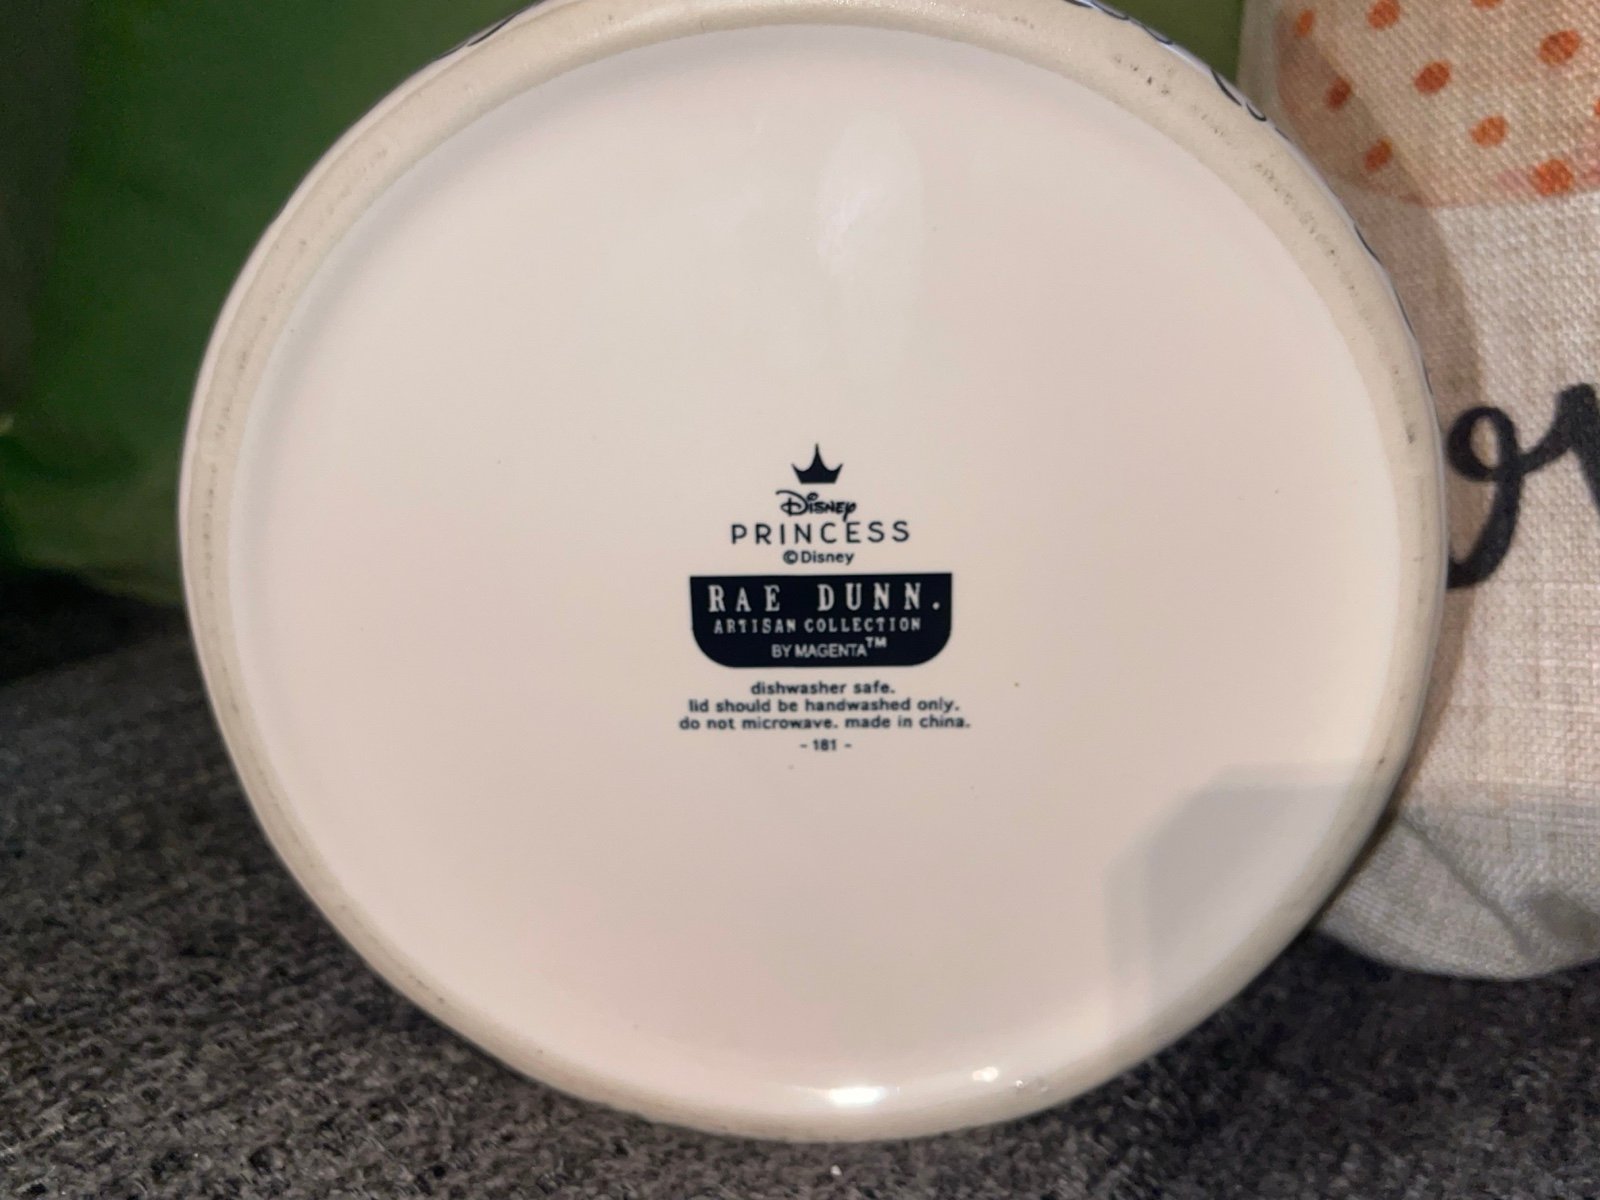 Disney
PRINCESS
©Disney
RAE DUNN.
ARTISAN COLLECTION
BY MAGENTA™
dishwasher safe.
lid should be handwashed only.
do not microwave. made in china.
- 181 -